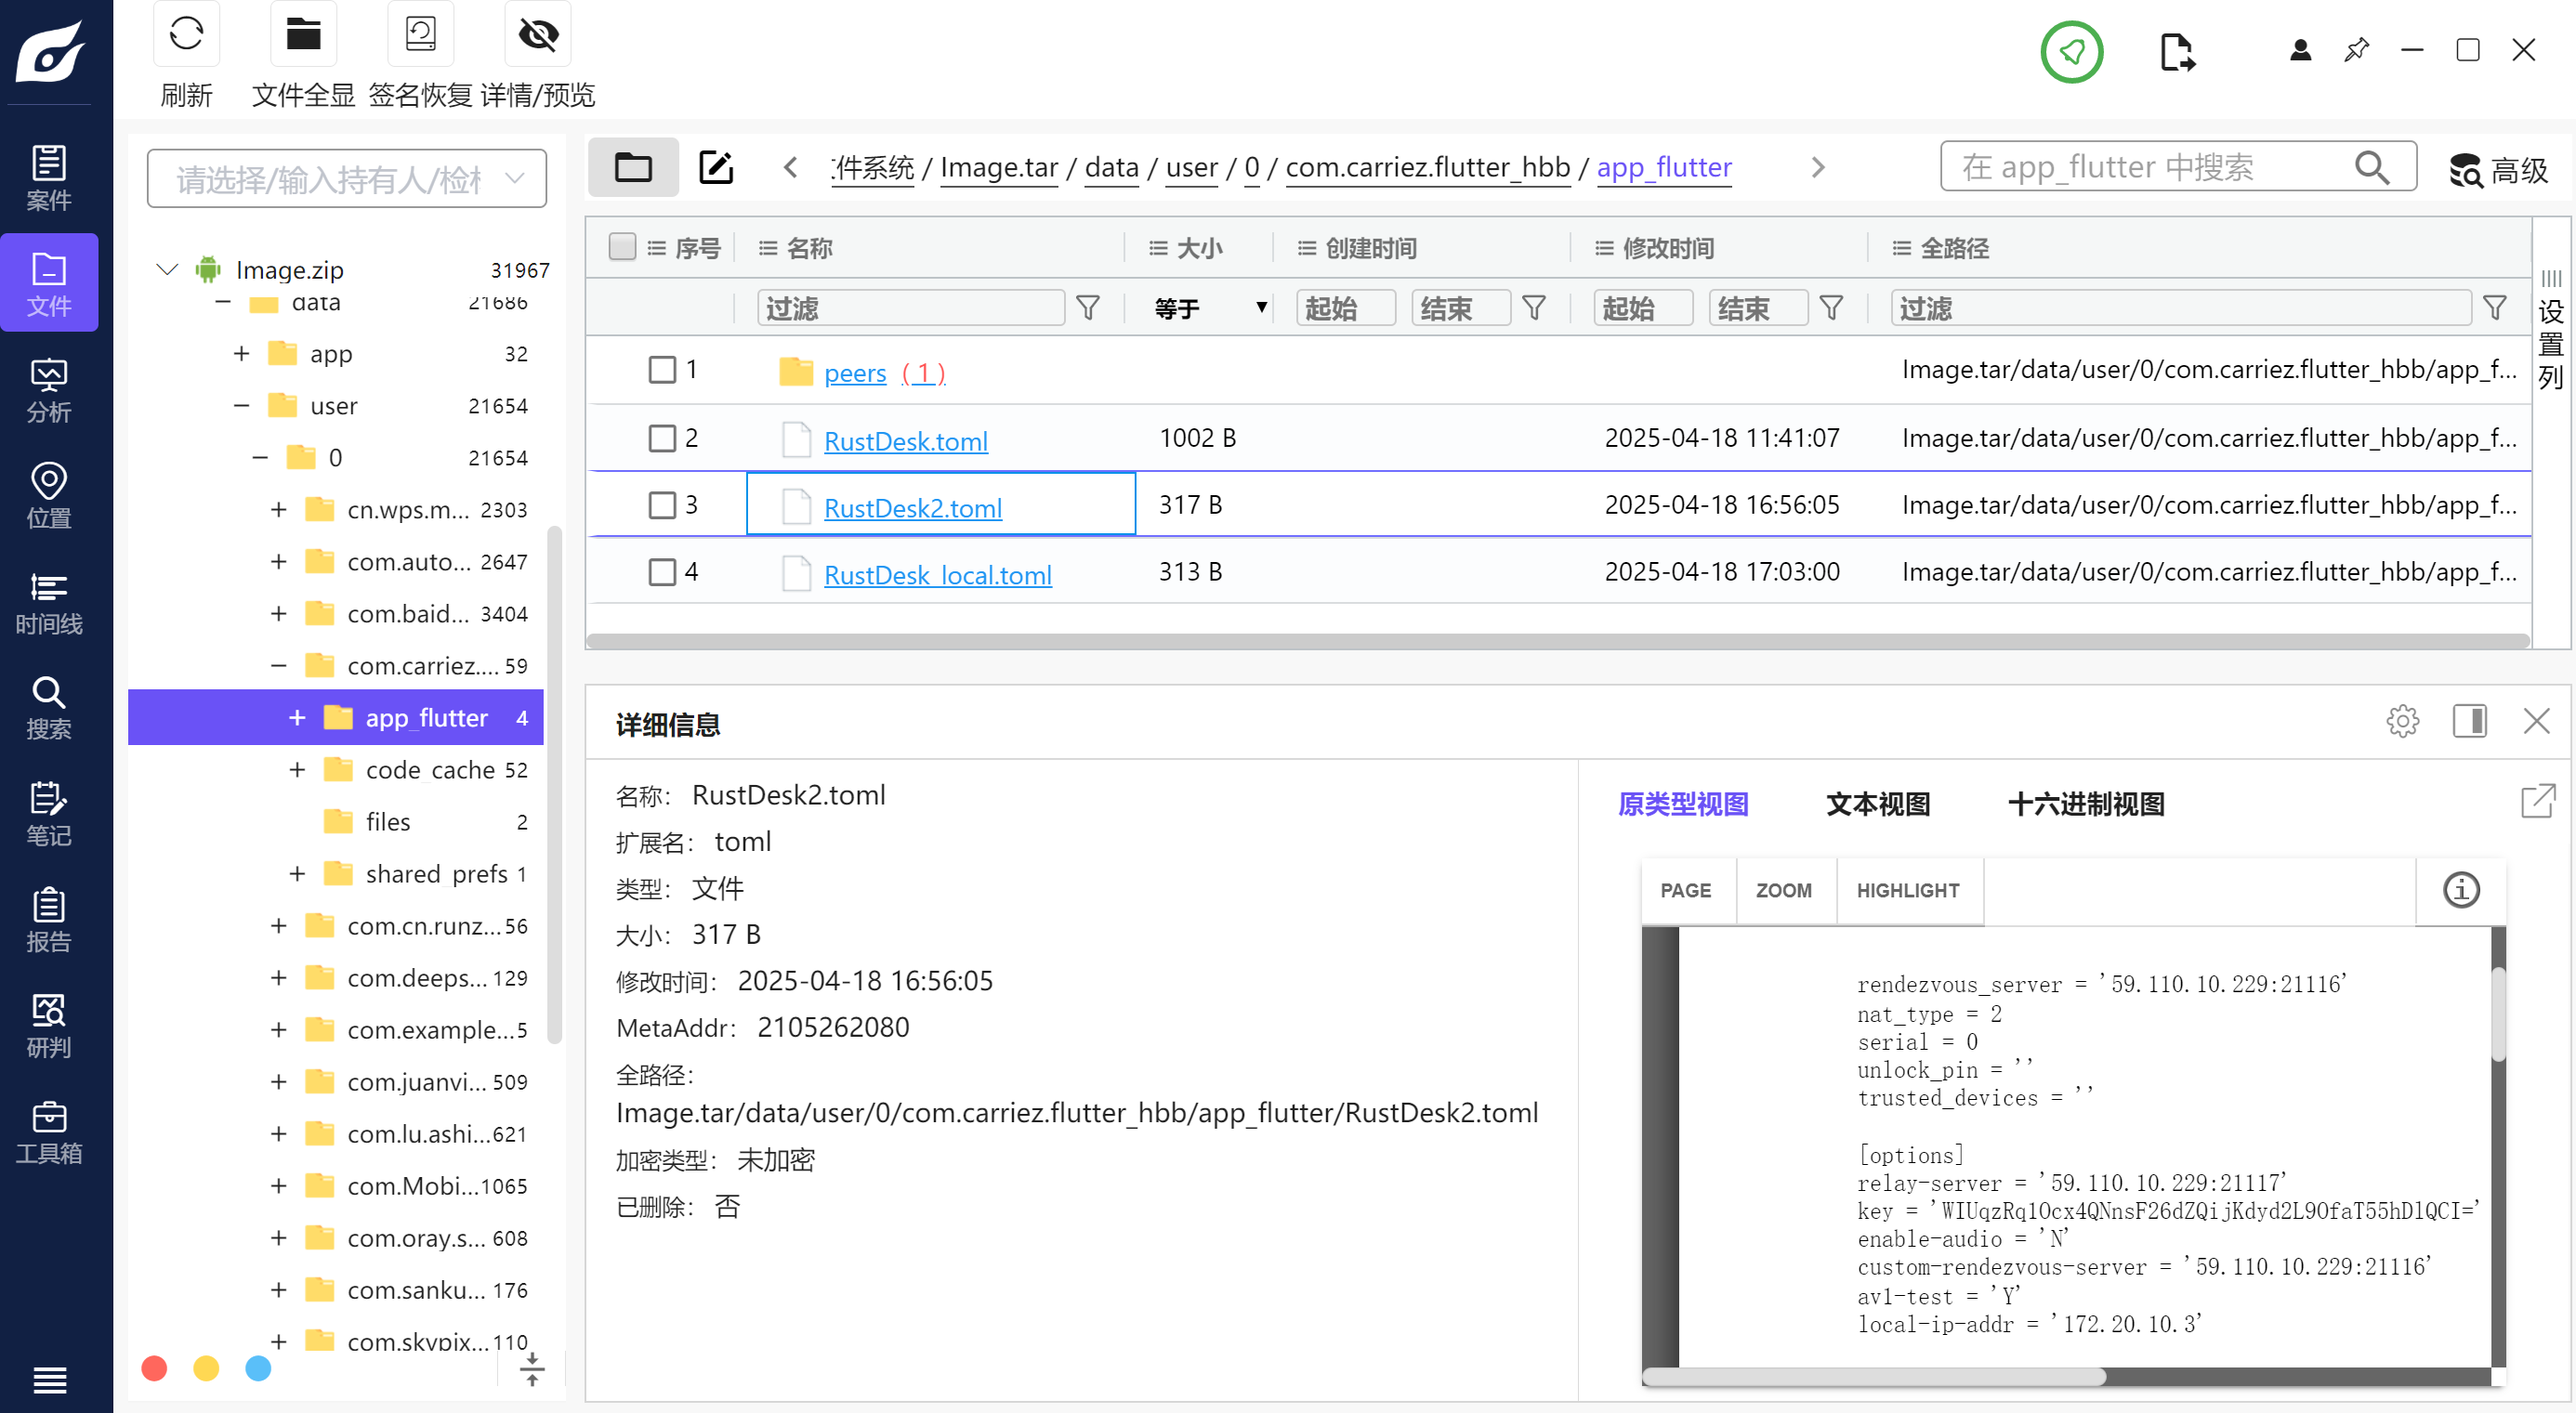 刷新
文件全显
签名恢复
详情/预览
案件
文件
分析
位置
时间线
搜索
笔记
报告
研判
工具箱
请选择/输入持有人/检材
Image.zip 31967
data 21686
app 32
user 21654
0 21654
cn.wps.m... 2303
com.auto... 2647
com.baid... 3404
com.carriez.... 59
app_flutter 4
code_cache 52
files 2
shared_prefs 1
com.cn.runz... 56
com.deeps... 129
com.example... 5
com.juanvi... 509
com.lu.ashi... 621
com.Mobi... 1065
com.oray.s... 608
com.sanku... 176
com.skypix... 110
件系统 / Image.tar / data / user / 0 / com.carriez.flutter_hbb / app_flutter
在 app_flutter 中搜索
高级
序号 名称 大小 创建时间 修改时间 全路径
过滤 等于 起始 结束 起始 结束 过滤
1 peers (1) Image.tar/data/user/0/com.carriez.flutter_hbb/app_f...
2 RustDesk.toml 1002 B 2025-04-18 11:41:07 Image.tar/data/user/0/com.carriez.flutter_hbb/app_f...
3 RustDesk2.toml 317 B 2025-04-18 16:56:05 Image.tar/data/user/0/com.carriez.flutter_hbb/app_f...
4 RustDesk_local.toml 313 B 2025-04-18 17:03:00 Image.tar/data/user/0/com.carriez.flutter_hbb/app_f...
设置列
详细信息
名称: RustDesk2.toml
扩展名: toml
类型: 文件
大小: 317 B
修改时间: 2025-04-18 16:56:05
MetaAddr: 2105262080
全路径:
Image.tar/data/user/0/com.carriez.flutter_hbb/app_flutter/RustDesk2.toml
加密类型: 未加密
已删除: 否
原类型视图 文本视图 十六进制视图
PAGE ZOOM HIGHLIGHT
rendezvous_server = '59.110.10.229:21116'
nat_type = 2
serial = 0
unlock_pin = ''
trusted_devices = ''
[options]
relay-server = '59.110.10.229:21117'
key = 'WIUqzRq1Ocx4QNnsF26dZQijKdyd2L9OfaT55hDlQCI='
enable-audio = 'N'
custom-rendezvous-server = '59.110.10.229:21116'
av1-test = 'Y'
local-ip-addr = '172.20.10.3'